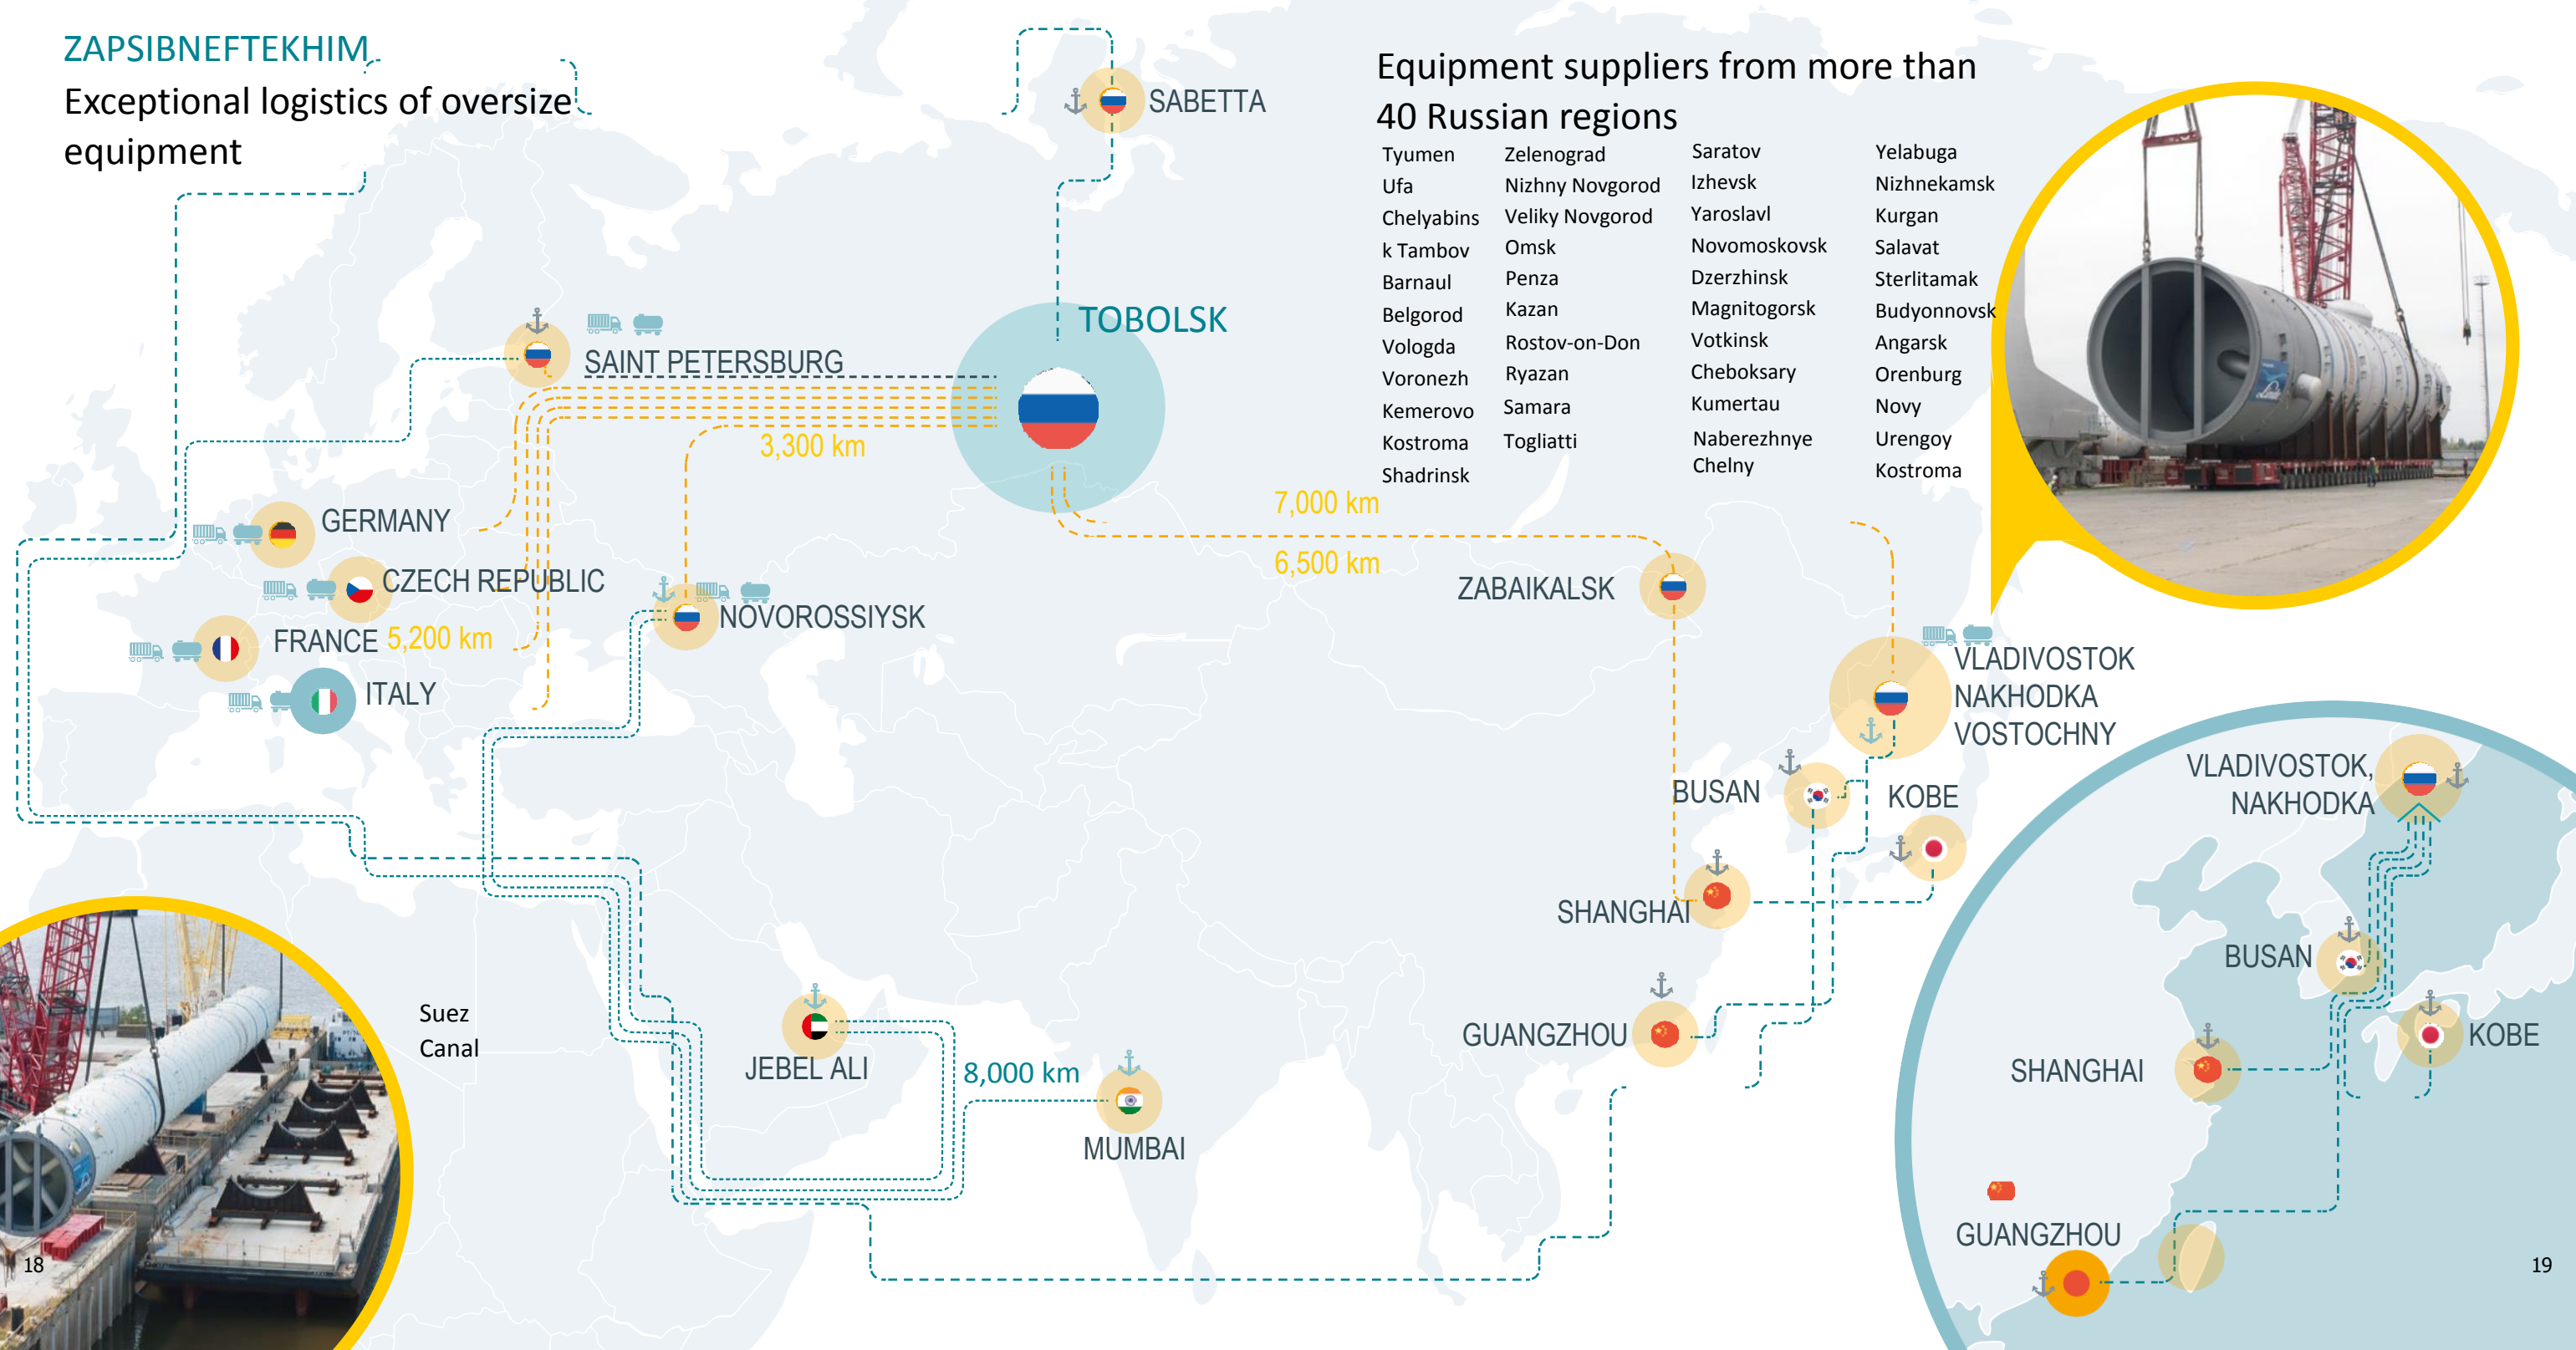 ZAPSIBNEFTEKHIM
Exceptional logistics of oversize
equipment
SABETTA
Equipment suppliers from more than
40 Russian regions
Tyumen
Ufa
Chelyabins
k Tambov
Barnaul
Belgorod
Vologda
Voronezh
Kemerovo
Kostroma
Shadrinsk
Zelenograd
Nizhny Novgorod
Veliky Novgorod
Omsk
Penza
Kazan
Rostov-on-Don
Ryazan
Samara
Togliatti
Saratov
Izhevsk
Yaroslavl
Novomoskovsk
Dzerzhinsk
Magnitogorsk
Votkinsk
Cheboksary
Kumertau
Naberezhnye
Chelny
Yelabuga
Nizhnekamsk
Kurgan
Salavat
Sterlitamak
Budyonnovsk
Angarsk
Orenburg
Novy
Urengoy
Kostroma
TOBOLSK
SAINT PETERSBURG
3,300 km
7,000 km
6,500 km
GERMANY
CZECH REPUBLIC
FRANCE
5,200 km
ITALY
NOVOROSSIYSK
ZABAIKALSK
VLADIVOSTOK
NAKHODKA
VOSTOCHNY
BUSAN
KOBE
SHANGHAI
GUANGZHOU
Suez
Canal
JEBEL ALI
8,000 km
MUMBAI
VLADIVOSTOK,
NAKHODKA
BUSAN
KOBE
SHANGHAI
GUANGZHOU
18
19